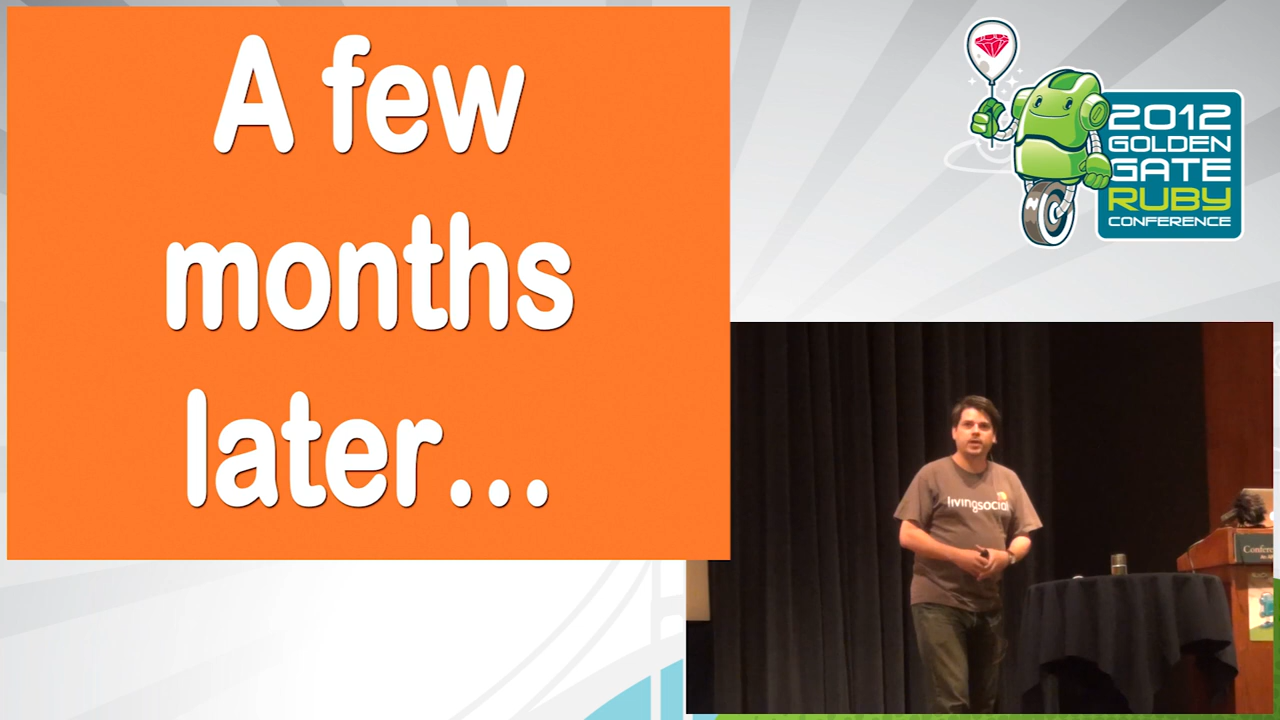 A few
months
later...
2012
GOLDEN
GATE
RUBY
CONFERENCE
livingsocial